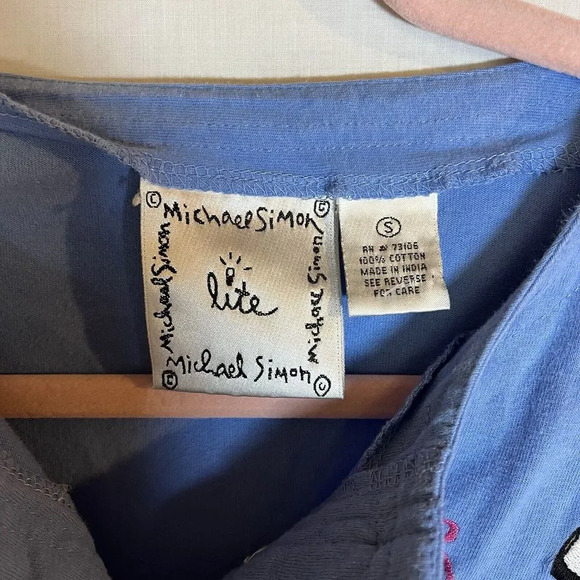 © Michael Simon ©
Michael Simon
lite
Michael Simon
© Michael Simon ©
S
RN # 73106
100% COTTON
MADE IN INDIA
SEE REVERSE
FOR CARE